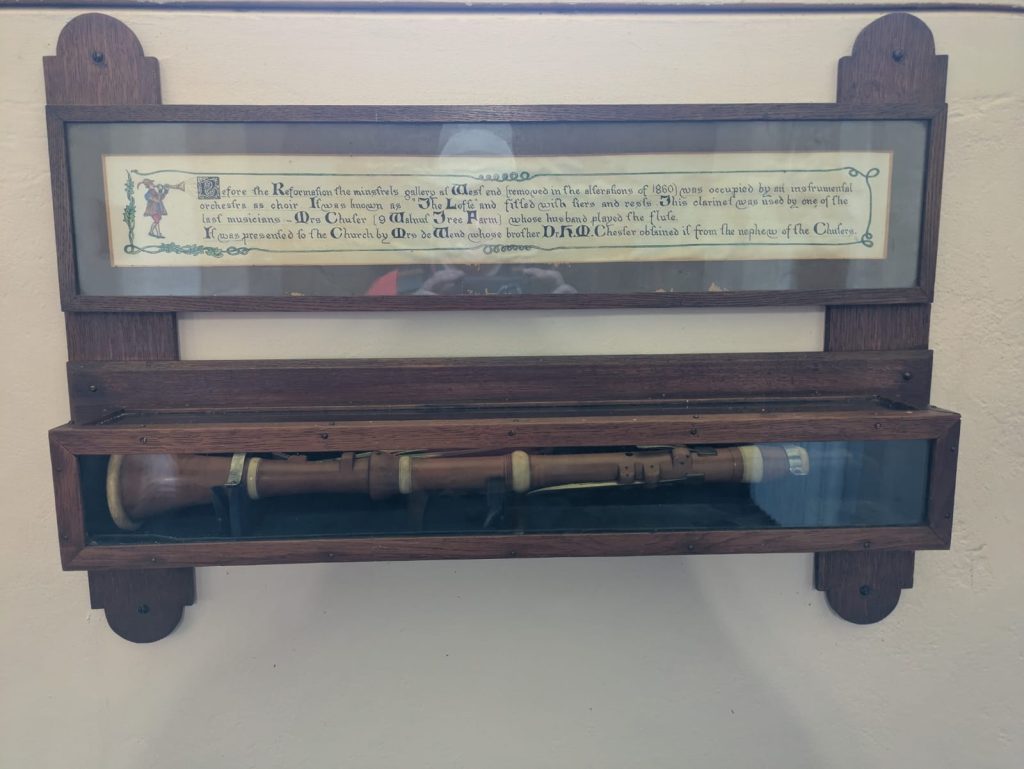 Before the Reformation the minstrels gallery at West end (removed in the alterations of 1860) was occupied by an instrumental
orchestra as choir It was known as "The Lofte" and fitted with tiers and rests This clarinet was used by one of the
last musicians - Mrs Chuter (9 Walnut Tree Farm) whose husband played the flute.
It was presented to the Church by Mrs de Wend whose brother Dr. H. M. Chester obtained it from the nephew of the Chuters.